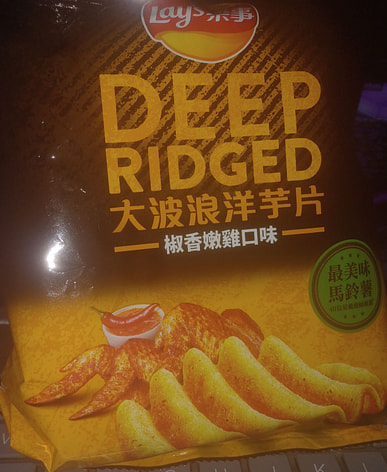 Lay's樂事
DEEP
RIDGED
大波浪洋芋片
椒香嫩雞口味
最美味
馬鈴薯